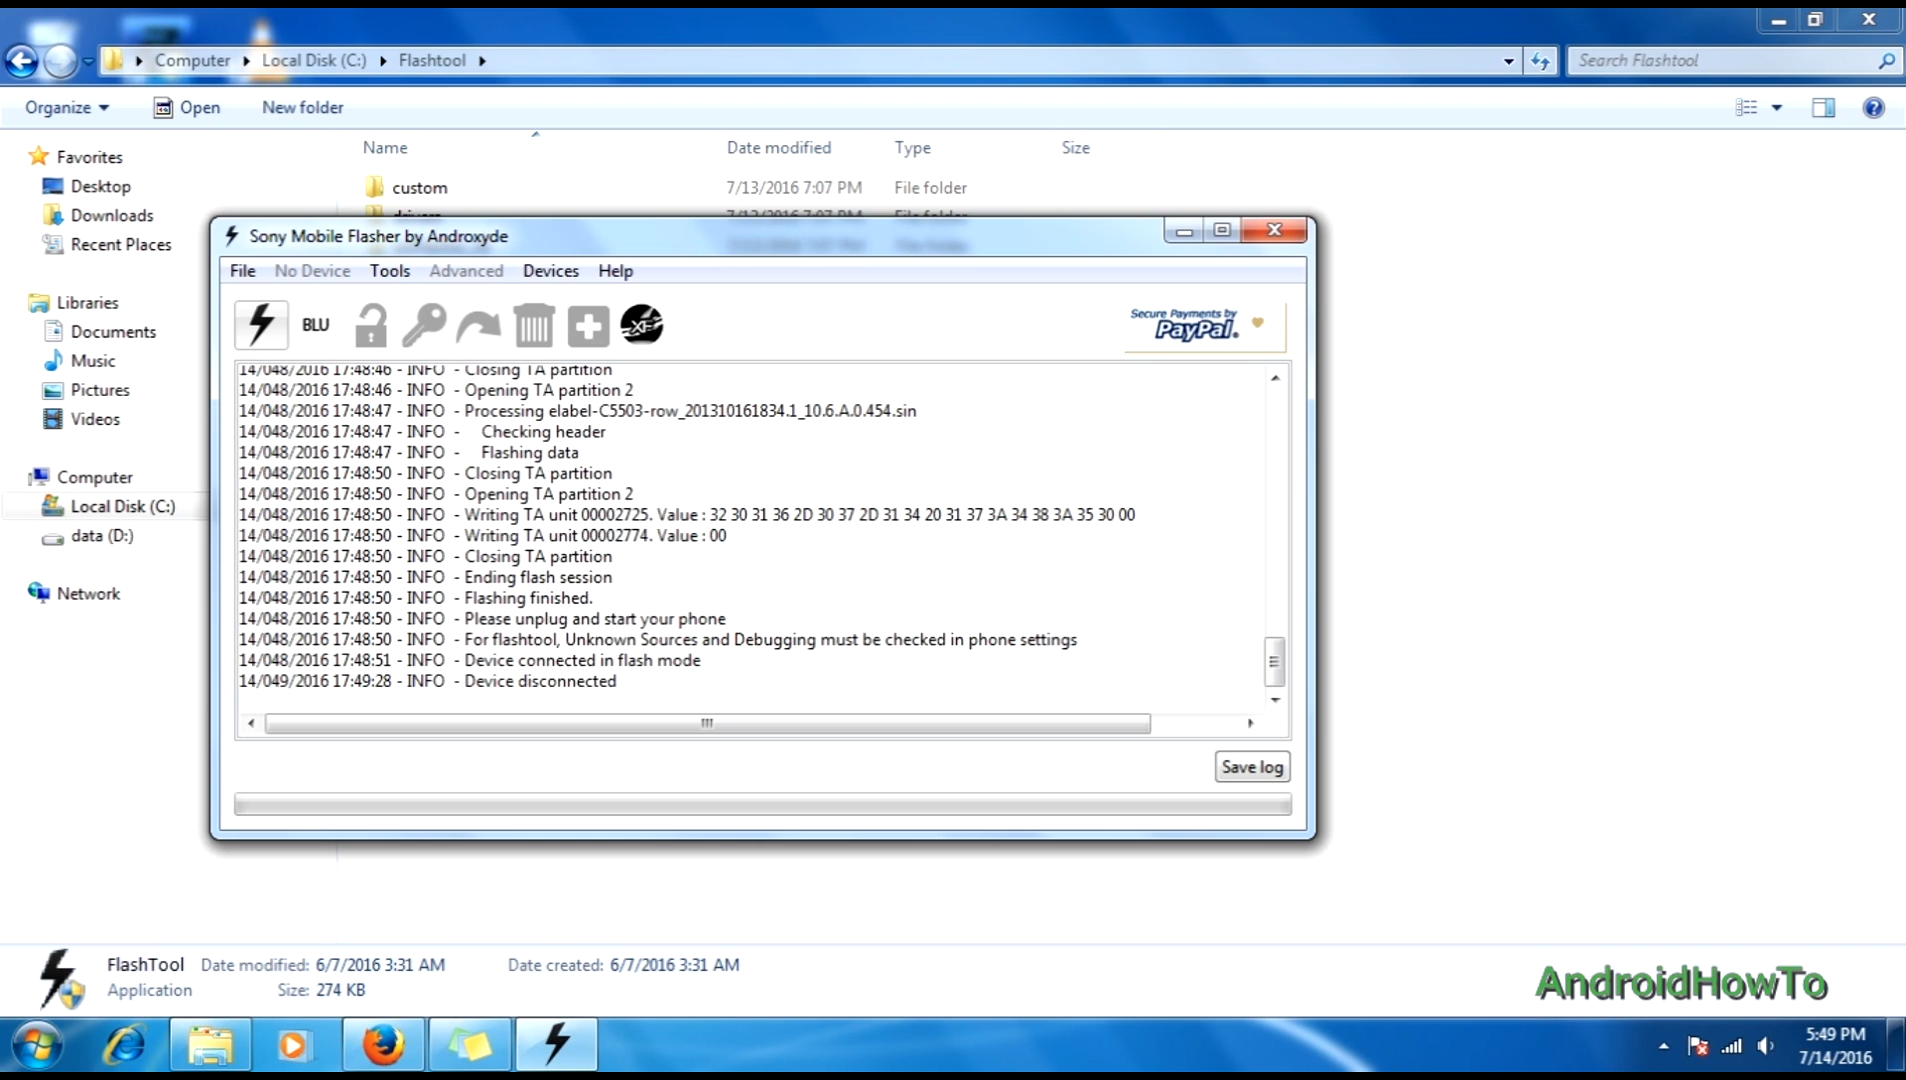 Computer
Local Disk (C:)
Flashtool
Search Flashtool
Organize
Open
New folder
Name
Date modified
Type
Size
Favorites
Desktop
Downloads
Recent Places
Libraries
Documents
Music
Pictures
Videos
Computer
Local Disk (C:)
data (D:)
Network
custom 7/13/2016 7:07 PM File folder
drivers 7/13/2016 7:07 PM File folder
Sony Mobile Flasher by Androxyde
File No Device Tools Advanced Devices Help
BLU
XF
Secure Payments by
PayPal.
14/048/2016 17:48:46 - INFO - Closing TA partition
14/048/2016 17:48:46 - INFO - Opening TA partition 2
14/048/2016 17:48:47 - INFO - Processing elabel-C5503-row_201310161834.1_10.6.A.0.454.sin
14/048/2016 17:48:47 - INFO - Checking header
14/048/2016 17:48:47 - INFO - Flashing data
14/048/2016 17:48:50 - INFO - Closing TA partition
14/048/2016 17:48:50 - INFO - Opening TA partition 2
14/048/2016 17:48:50 - INFO - Writing TA unit 00002725. Value : 32 30 31 36 2D 30 37 2D 31 34 20 31 37 3A 34 38 3A 35 30 00
14/048/2016 17:48:50 - INFO - Writing TA unit 00002774. Value : 00
14/048/2016 17:48:50 - INFO - Closing TA partition
14/048/2016 17:48:50 - INFO - Ending flash session
14/048/2016 17:48:50 - INFO - Flashing finished.
14/048/2016 17:48:50 - INFO - Please unplug and start your phone
14/048/2016 17:48:50 - INFO - For flashtool, Unknown Sources and Debugging must be checked in phone settings
14/048/2016 17:48:51 - INFO - Device connected in flash mode
14/049/2016 17:49:28 - INFO - Device disconnected
Save log
FlashTool Date modified: 6/7/2016 3:31 AM Date created: 6/7/2016 3:31 AM
Application Size: 274 KB
AndroidHowTo
5:49 PM
7/14/2016